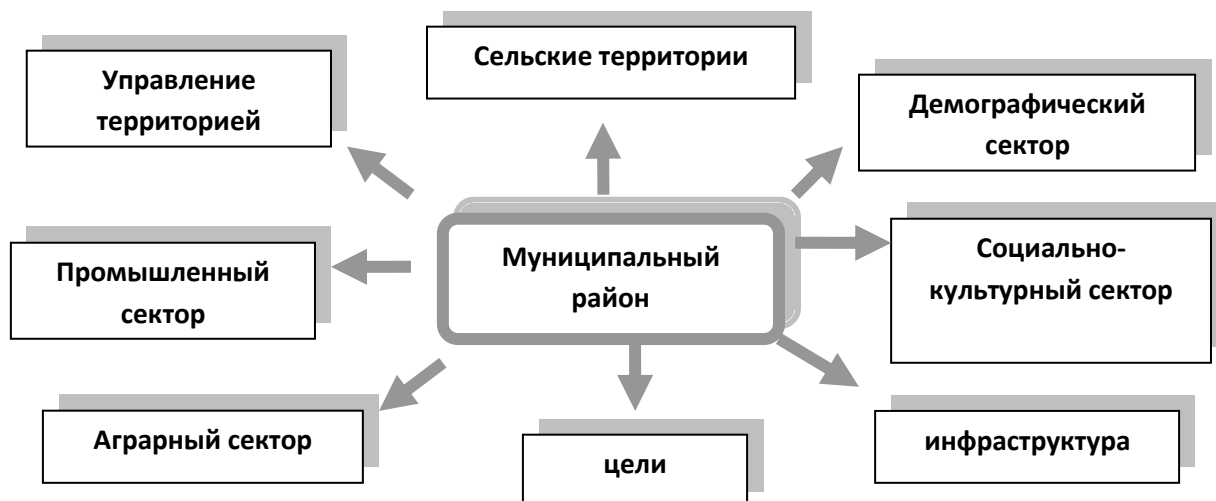 Сельские территории
Управление
территорией
Демографический
сектор
Муниципальный
район
Социально-
культурный сектор
Промышленный
сектор
Аграрный сектор
цели
инфраструктура